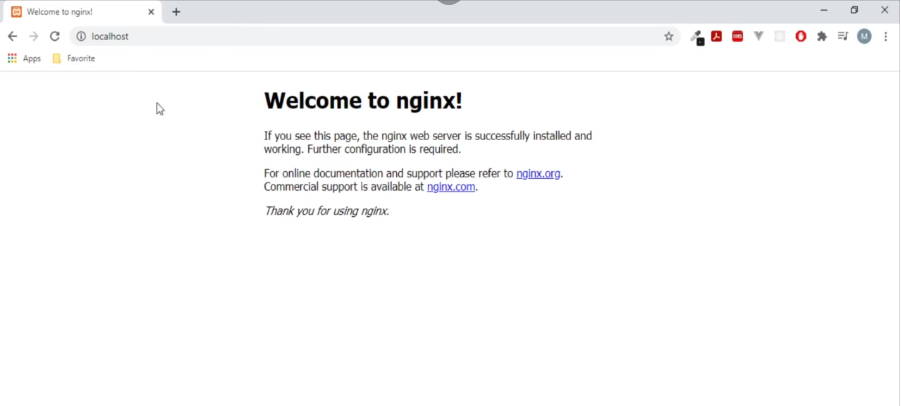 Welcome to nginx!
localhost
M
Apps
Favorite
Welcome to nginx!
If you see this page, the nginx web server is successfully installed and
working. Further configuration is required.
For online documentation and support please refer to nginx.org.
Commercial support is available at nginx.com.
Thank you for using nginx.